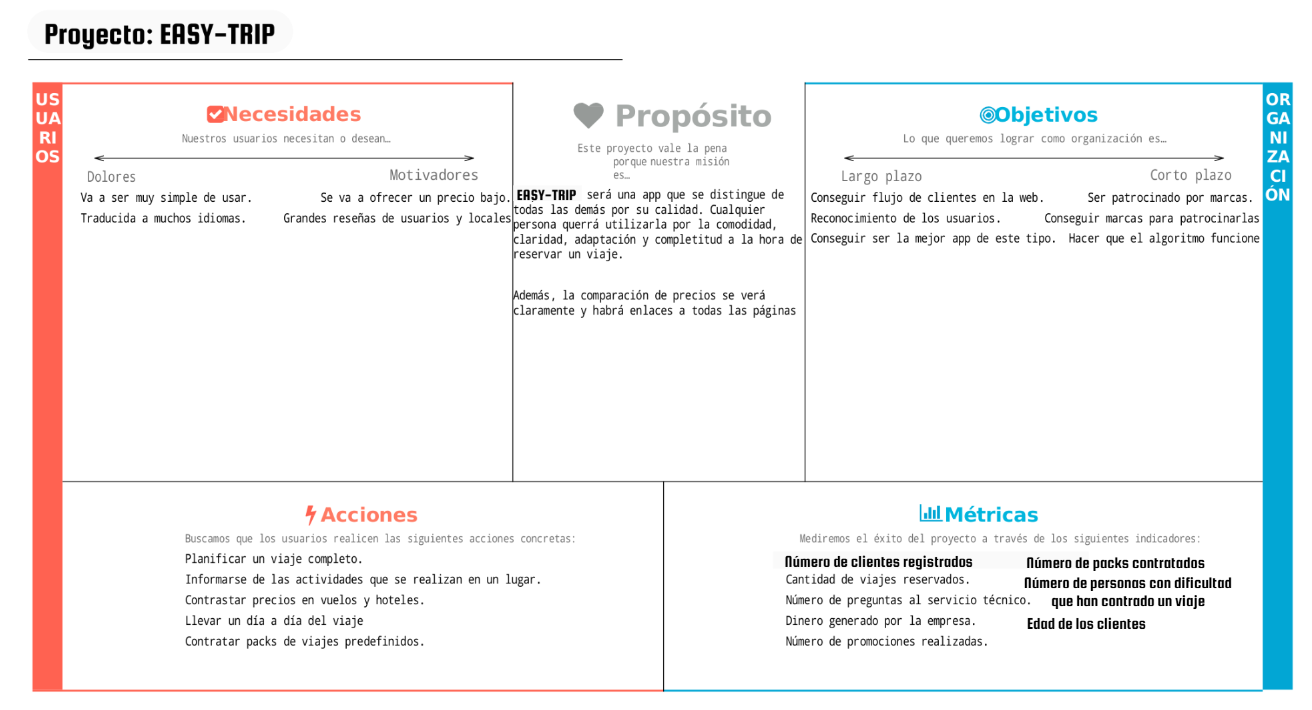 Proyecto: EASY-TRIP
US
UA
RI
OS
Necesidades
Nuestros usuarios necesitan o desean…
Dolores
Motivadores
Va a ser muy simple de usar.
Se va a ofrecer un precio bajo.
Traducida a muchos idiomas.
Grandes reseñas de usuarios y locales
Propósito
Este proyecto vale la pena
porque nuestra misión
es…
EASY-TRIP será una app que se distingue de
todas las demás por su calidad. Cualquier
persona querrá utilizarla por la comodidad,
claridad, adaptación y completitud a la hora de
reservar un viaje.
Además, la comparación de precios se verá
claramente y habrá enlaces a todas las páginas
Objetivos
Lo que queremos lograr como organización es…
Largo plazo
Corto plazo
Conseguir flujo de clientes en la web.
Ser patrocinado por marcas.
Reconocimiento de los usuarios.
Conseguir marcas para patrocinarlas
Conseguir ser la mejor app de este tipo.
Hacer que el algoritmo funcione
OR
GA
NI
ZA
CI
ÓN
Acciones
Buscamos que los usuarios realicen las siguientes acciones concretas:
Planificar un viaje completo.
Informarse de las actividades que se realizan en un lugar.
Contrastar precios en vuelos y hoteles.
Llevar un día a día del viaje
Contratar packs de viajes predefinidos.
Métricas
Mediremos el éxito del proyecto a través de los siguientes indicadores:
Número de clientes registrados
Cantidad de viajes reservados.
Número de preguntas al servicio técnico.
Dinero generado por la empresa.
Número de promociones realizadas.
Número de packs contratados
Número de personas con dificultad
que han contrado un viaje
Edad de los clientes